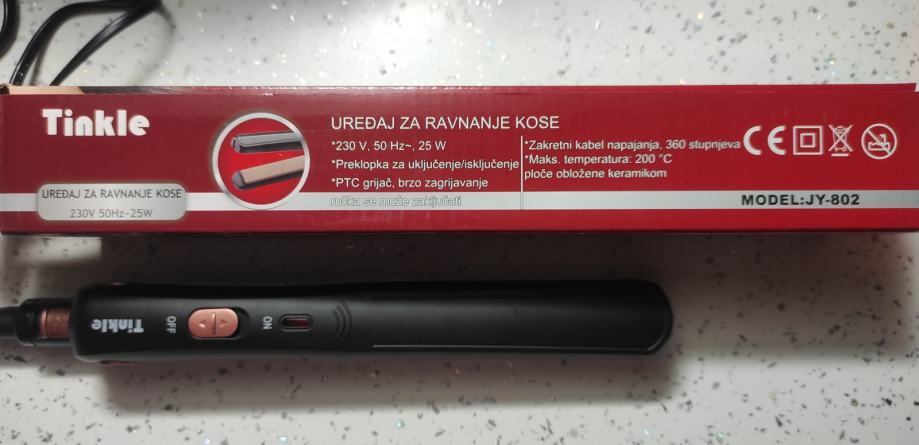 Tinkle
UREĐAJ ZA RAVNANJE KOSE
230V 50Hz~25W
UREĐAJ ZA RAVNANJE KOSE
*230 V, 50 Hz~, 25 W
*Preklopka za uključenje/isključenje
*PTC grijač, brzo zagrijavanje
ručka se može zaključati
*Zakretni kabel napajanja, 360 stupnjeva
*Maks. temperatura: 200 °C
ploče obložene keramikom
CE
MODEL:JY-802
Tinkle
OFF
ON